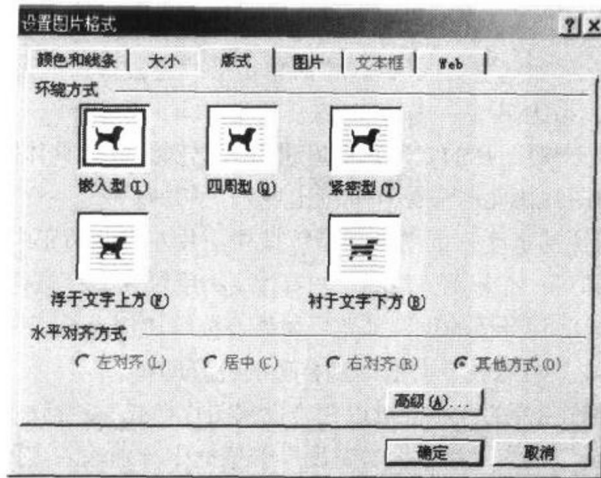 设置图片格式 ? ×
颜色和线条 大小 版式 图片 文本框 Web
环绕方式
嵌入型(I) 四周型(Q) 紧密型(T)
浮于文字上方(F) 衬于文字下方(B)
水平对齐方式
左对齐(L) 居中(C) 右对齐(R) 其他方式(O)
高级(A)...
确定 取消